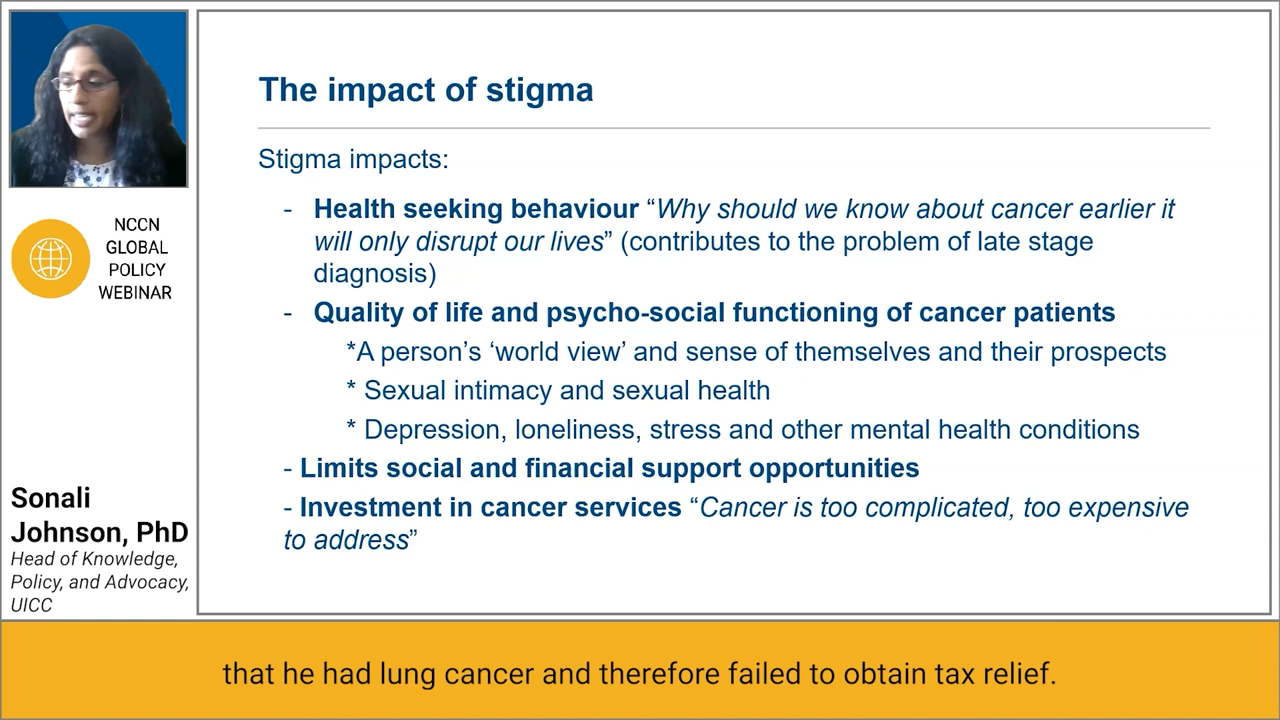 The impact of stigma
Stigma impacts:
- Health seeking behaviour “Why should we know about cancer earlier it
will only disrupt our lives” (contributes to the problem of late stage
diagnosis)
- Quality of life and psycho-social functioning of cancer patients
*A person’s ‘world view’ and sense of themselves and their prospects
* Sexual intimacy and sexual health
* Depression, loneliness, stress and other mental health conditions
- Limits social and financial support opportunities
- Investment in cancer services “Cancer is too complicated, too expensive
to address”
NCCN
GLOBAL
POLICY
WEBINAR
Sonali
Johnson, PhD
Head of Knowledge,
Policy, and Advocacy,
UICC
that he had lung cancer and therefore failed to obtain tax relief.